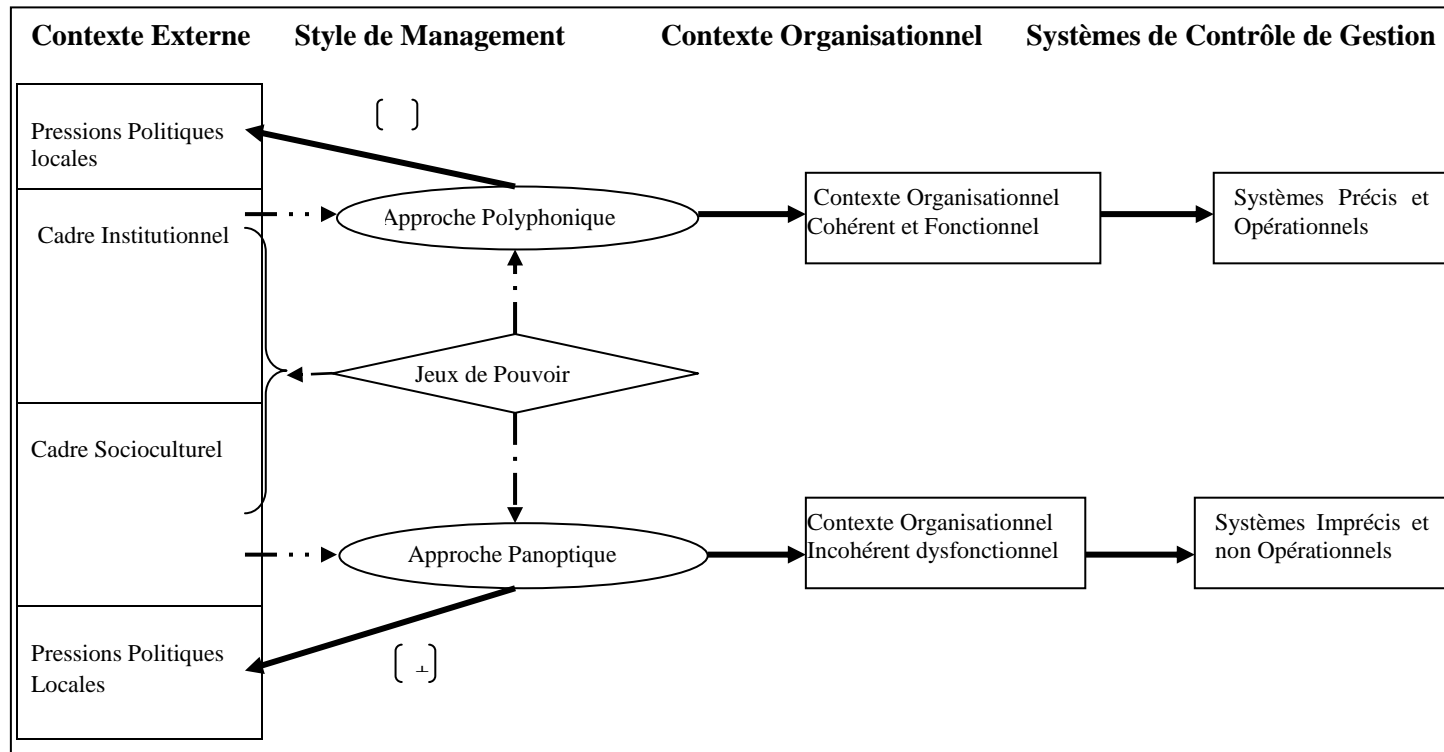 Contexte Externe Style de Management Contexte Organisationnel Systèmes de Contrôle de Gestion
Pressions Politiques
locales
Approche Polyphonique
Contexte Organisationnel
Cohérent et Fonctionnel
Systèmes Précis et
Opérationnels
Cadre Institutionnel
Jeux de Pouvoir
Cadre Socioculturel
Approche Panoptique
Contexte Organisationnel
Incohérent dysfonctionnel
Systèmes Imprécis et
non Opérationnels
Pressions Politiques
Locales